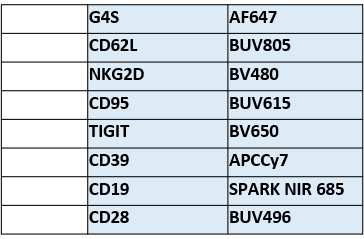 G4S AF647
CD62L BUV805
NKG2D BV480
CD95 BUV615
TIGIT BV650
CD39 APCCy7
CD19 SPARK NIR 685
CD28 BUV496